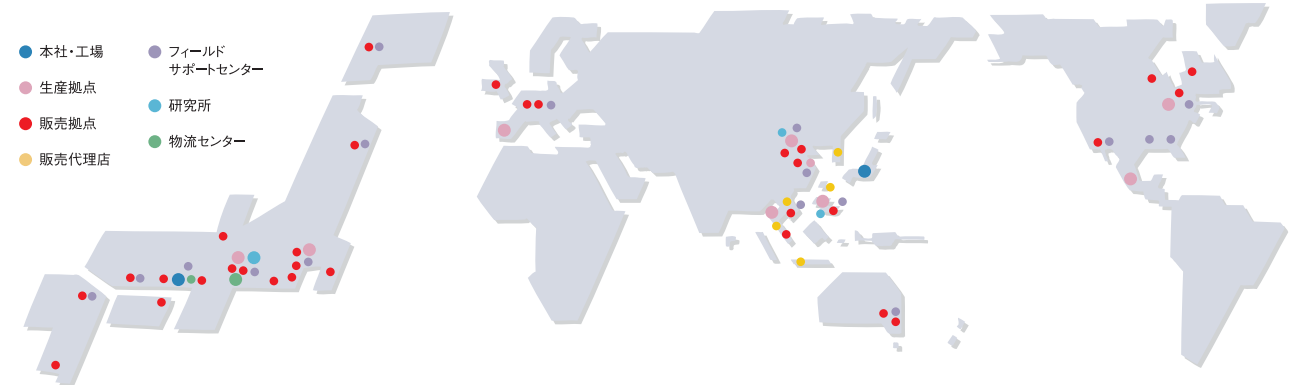 本社・工場
生産拠点
販売拠点
販売代理店
フィールド
サポートセンター
研究所
物流センター